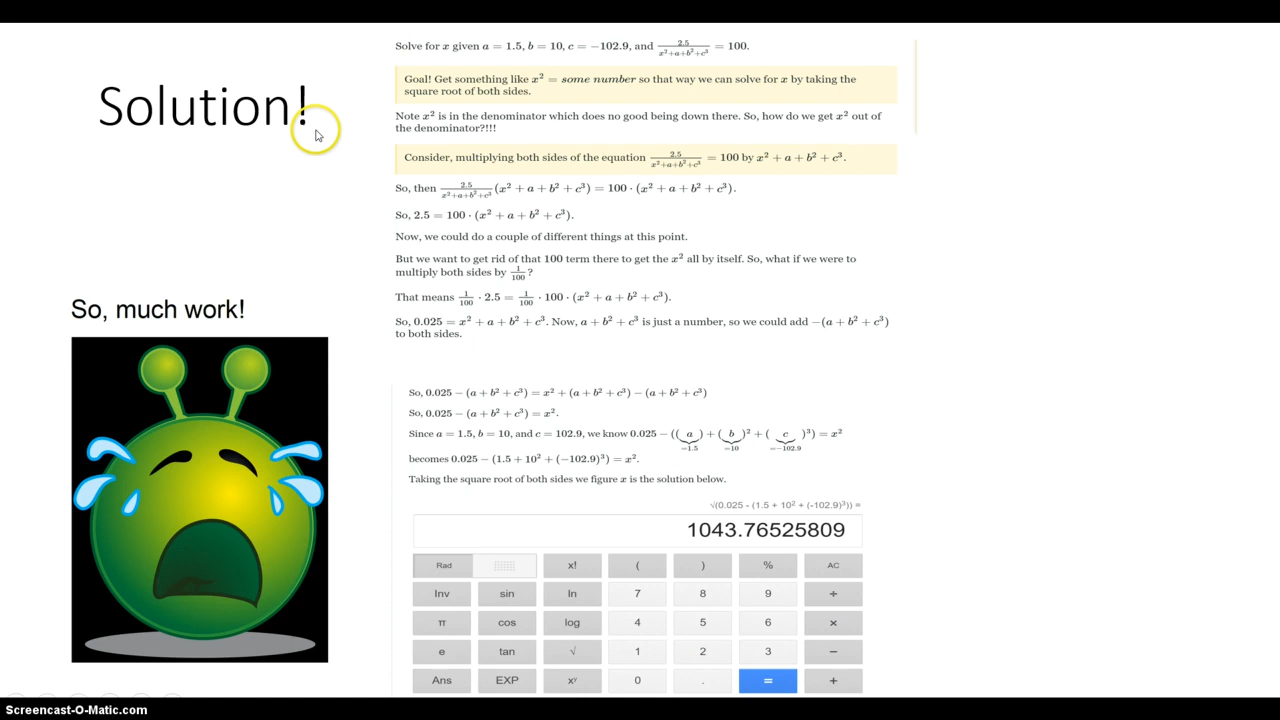 Solution!
So, much work!
Solve for x given a = 1.5, b = 10, c = −102.9, and 2.5/(x²+a+b²+c³) = 100.
Goal! Get something like x² = some number so that way we can solve for x by taking the
square root of both sides.
Note x² is in the denominator which does no good being down there. So, how do we get x² out of
the denominator?!!!
Consider, multiplying both sides of the equation 2.5/(x²+a+b²+c³) = 100 by x² + a + b² + c³.
So, then 2.5/(x²+a+b²+c³) (x² + a + b² + c³) = 100 · (x² + a + b² + c³).
So, 2.5 = 100 · (x² + a + b² + c³).
Now, we could do a couple of different things at this point.
But we want to get rid of that 100 term there to get the x² all by itself. So, what if we were to
multiply both sides by 1/100?
That means 1/100 · 2.5 = 1/100 · 100 · (x² + a + b² + c³).
So, 0.025 = x² + a + b² + c³. Now, a + b² + c³ is just a number, so we could add −(a + b² + c³)
to both sides.
So, 0.025 − (a + b² + c³) = x² + (a + b² + c³) − (a + b² + c³)
So, 0.025 − (a + b² + c³) = x².
Since a = 1.5, b = 10, and c = 102.9, we know 0.025 − (( a ) + ( b )² + ( c )³) = x²
=1.5 =10 =−102.9
becomes 0.025 − (1.5 + 10² + (−102.9)³) = x².
Taking the square root of both sides we figure x is the solution below.
√(0.025 - (1.5 + 10² + (-102.9)³)) =
1043.76525809
Rad x! ( ) % AC
Inv sin ln 7 8 9 ÷
π cos log 4 5 6 ×
e tan √ 1 2 3 −
Ans EXP xʸ 0 . = +
Screencast-O-Matic.com